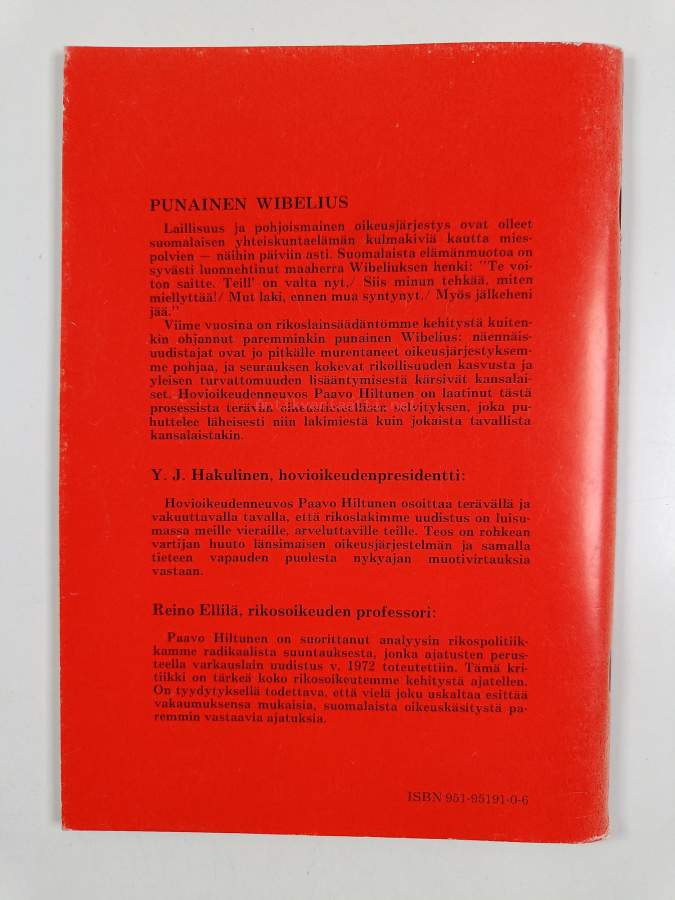 PUNAINEN WIBELIUS
Laillisuus ja pohjoismainen oikeusjärjestys ovat olleet
suomalaisen yhteiskuntaelämän kulmakiviä kautta mies-
polvien — näihin päiviin asti. Suomalaista elämänmuotoa on
syvästi luonnehtinut maaherra Wibeliuksen henki: "Te voi-
ton saitte. Teill' on valta nyt,/ Siis minun tehkää, miten
miellyttää!/ Mut laki, ennen mua syntynyt,/ Myös jälkeheni
jää."
Viime vuosina on rikoslainsäädäntömme kehitystä kuiten-
kin ohjannut paremminkin punainen Wibelius: näennäis-
uudistajat ovat jo pitkälle murentaneet oikeusjärjestyksem-
me pohjaa, ja seurauksen kokevat rikollisuuden kasvusta ja
yleisen turvattomuuden lisääntymisestä kärsivät kansalai-
set. Hovioikeudenneuvos Paavo Hiltunen on laatinut tästä
prosessista terävän oikeustieteellisen selvityksen, joka pu-
huttelee läheisesti niin lakimiestä kuin jokaista tavallista
kansalaistakin.
Y. J. Hakulinen, hovioikeudenpresidentti:
Hovioikeudenneuvos Paavo Hiltunen osoittaa terävällä ja
vakuuttavalla tavalla, että rikoslakimme uudistus on luisu-
massa meille vieraille, arveluttaville teille. Teos on rohkean
vartijan huuto länsimaisen oikeusjärjestelmän ja samalla
tieteen vapauden puolesta nykyajan muotivirtauksia
vastaan.
Reino Ellilä, rikosoikeuden professori:
Paavo Hiltunen on suorittanut analyysin rikospolitiik-
kamme radikaalista suuntauksesta, jonka ajatusten perus-
teella varkauslain uudistus v. 1972 toteutettiin. Tämä kri-
tiikki on tärkeä koko rikosoikeutemme kehitystä ajatellen.
On tyydytyksellä todettava, että vielä joku uskaltaa esittää
vakaumuksensa mukaisia, suomalaista oikeuskäsitystä pa-
remmin vastaavia ajatuksia.
ISBN 951-95191-0-6